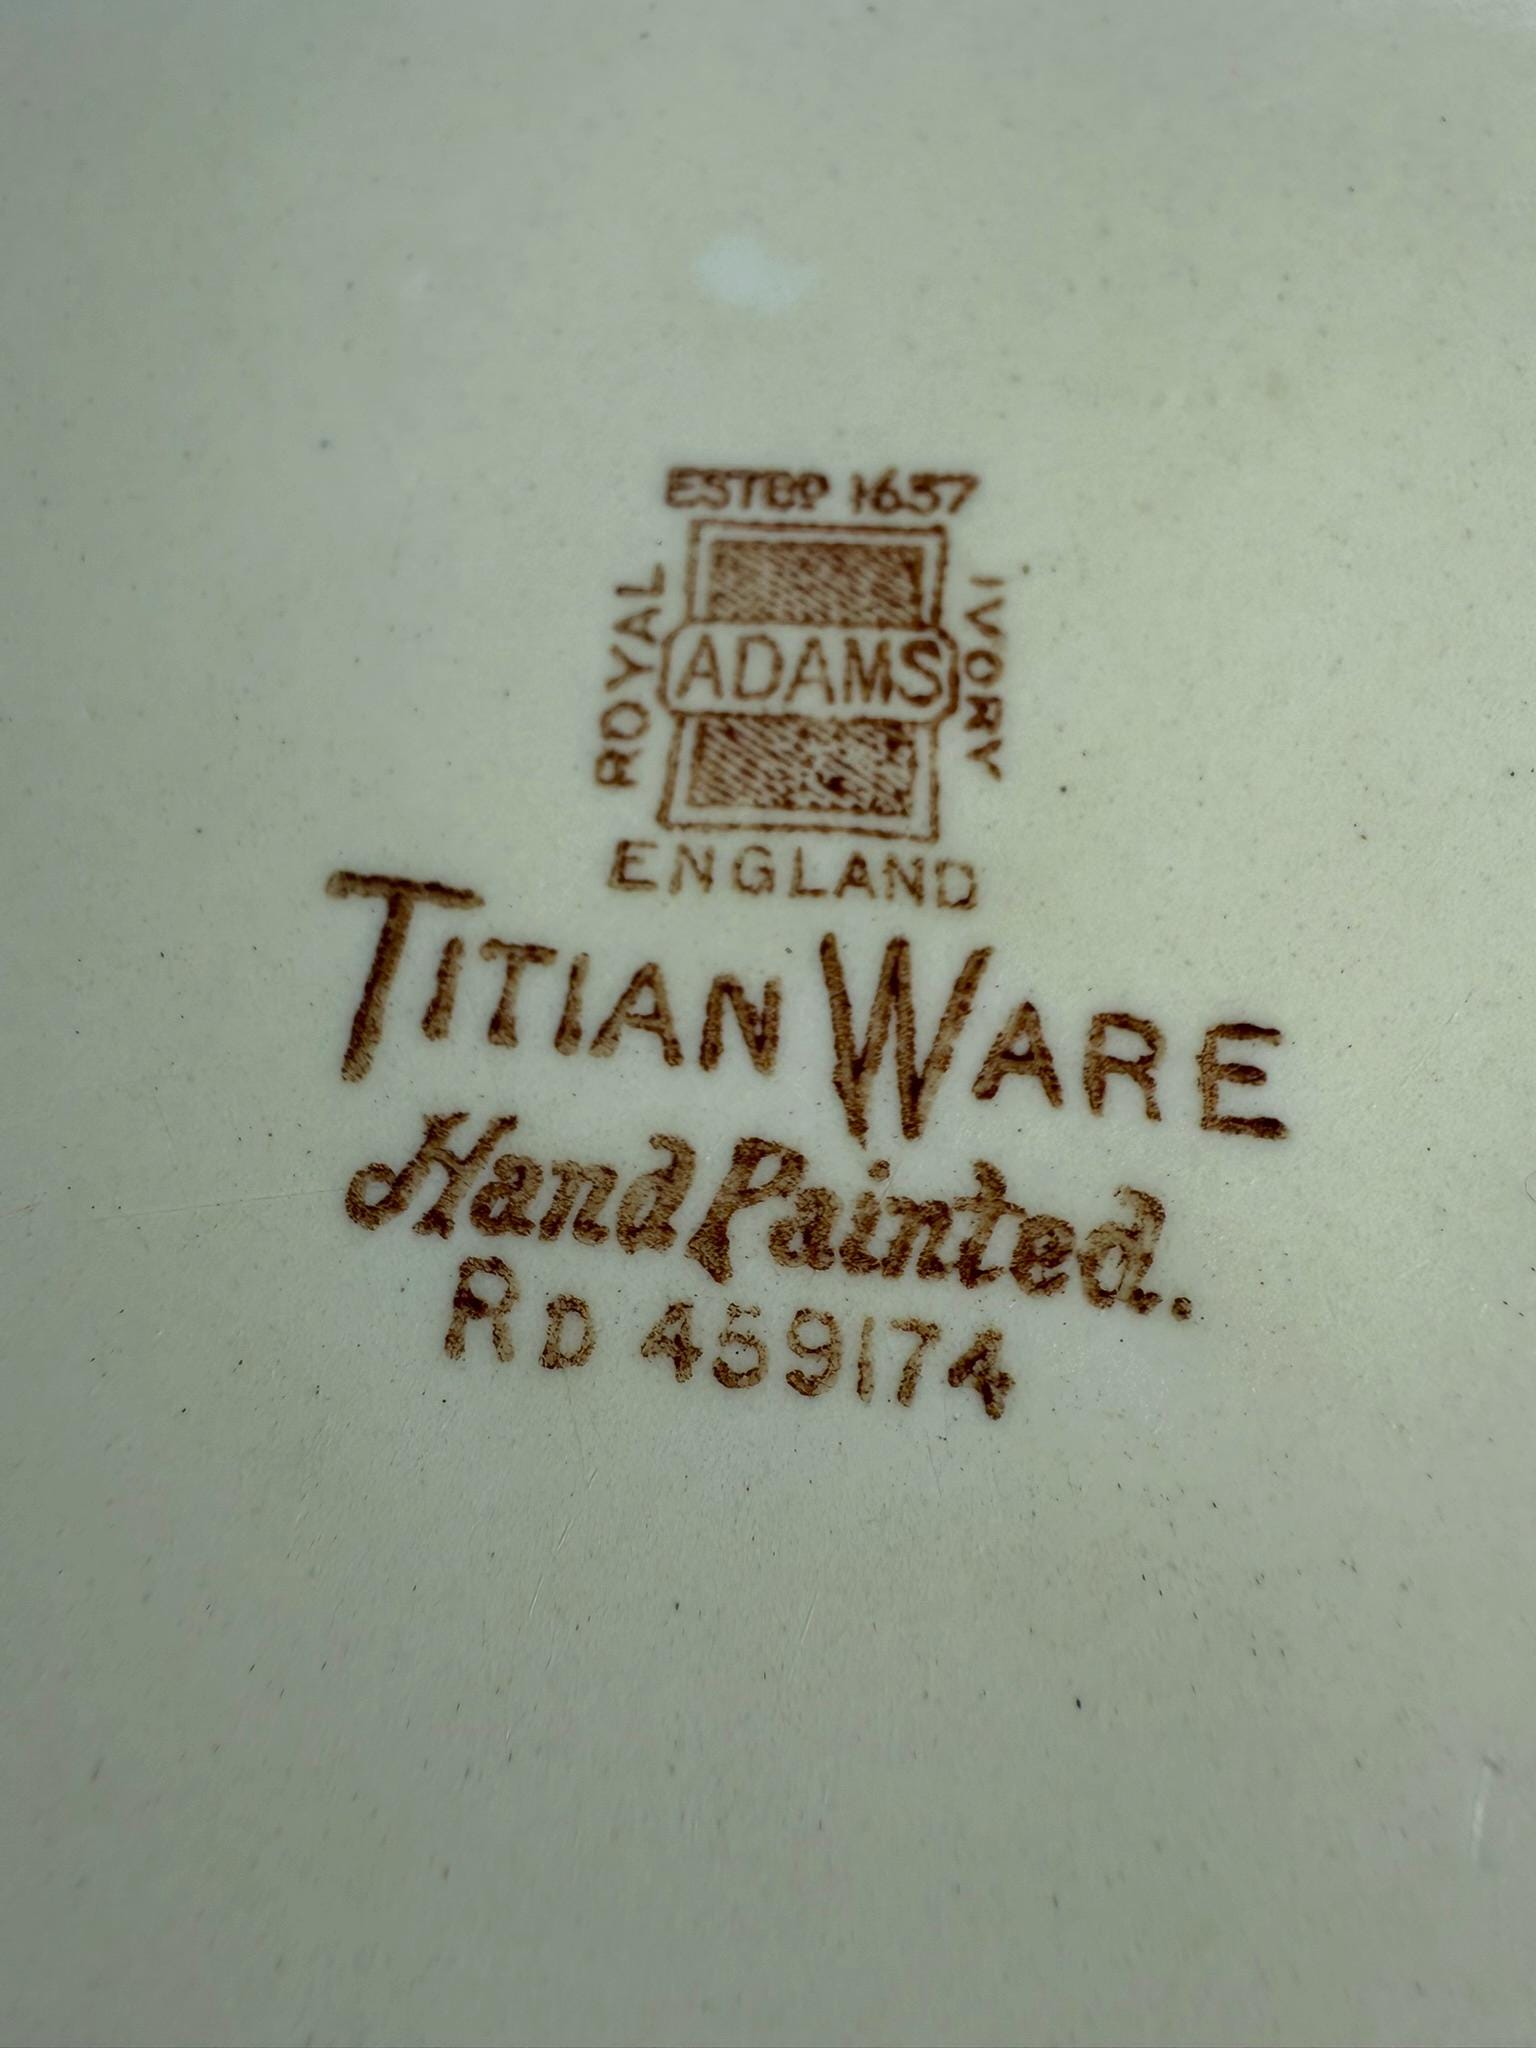 ESTBD 1657
ROYAL
ADAMS
IVORY
ENGLAND
TITIAN WARE
Hand Painted.
RD 459174